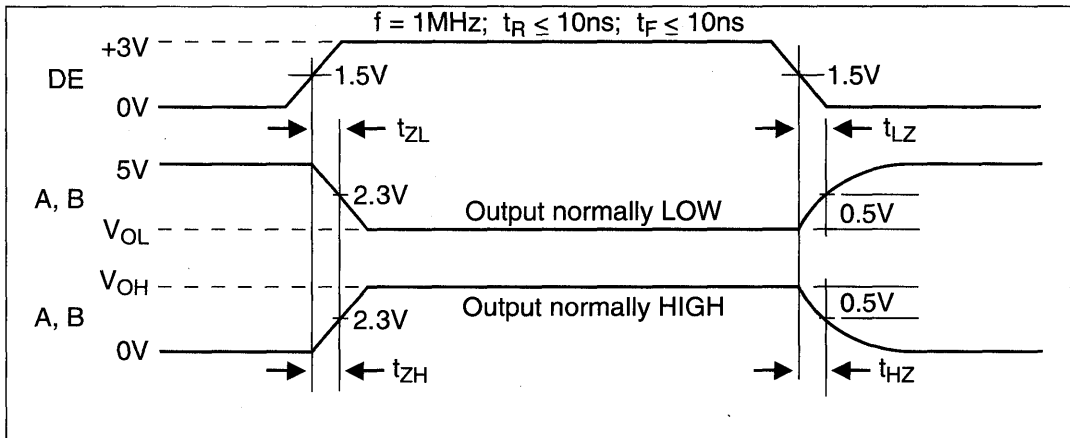 f = 1MHz; tR ≤ 10ns; tF ≤ 10ns
+3V
DE
1.5V
1.5V
0V
tZL
tLZ
5V
A, B
2.3V
Output normally LOW
0.5V
VOL
VOH
A, B
2.3V
Output normally HIGH
0.5V
0V
tZH
tHZ